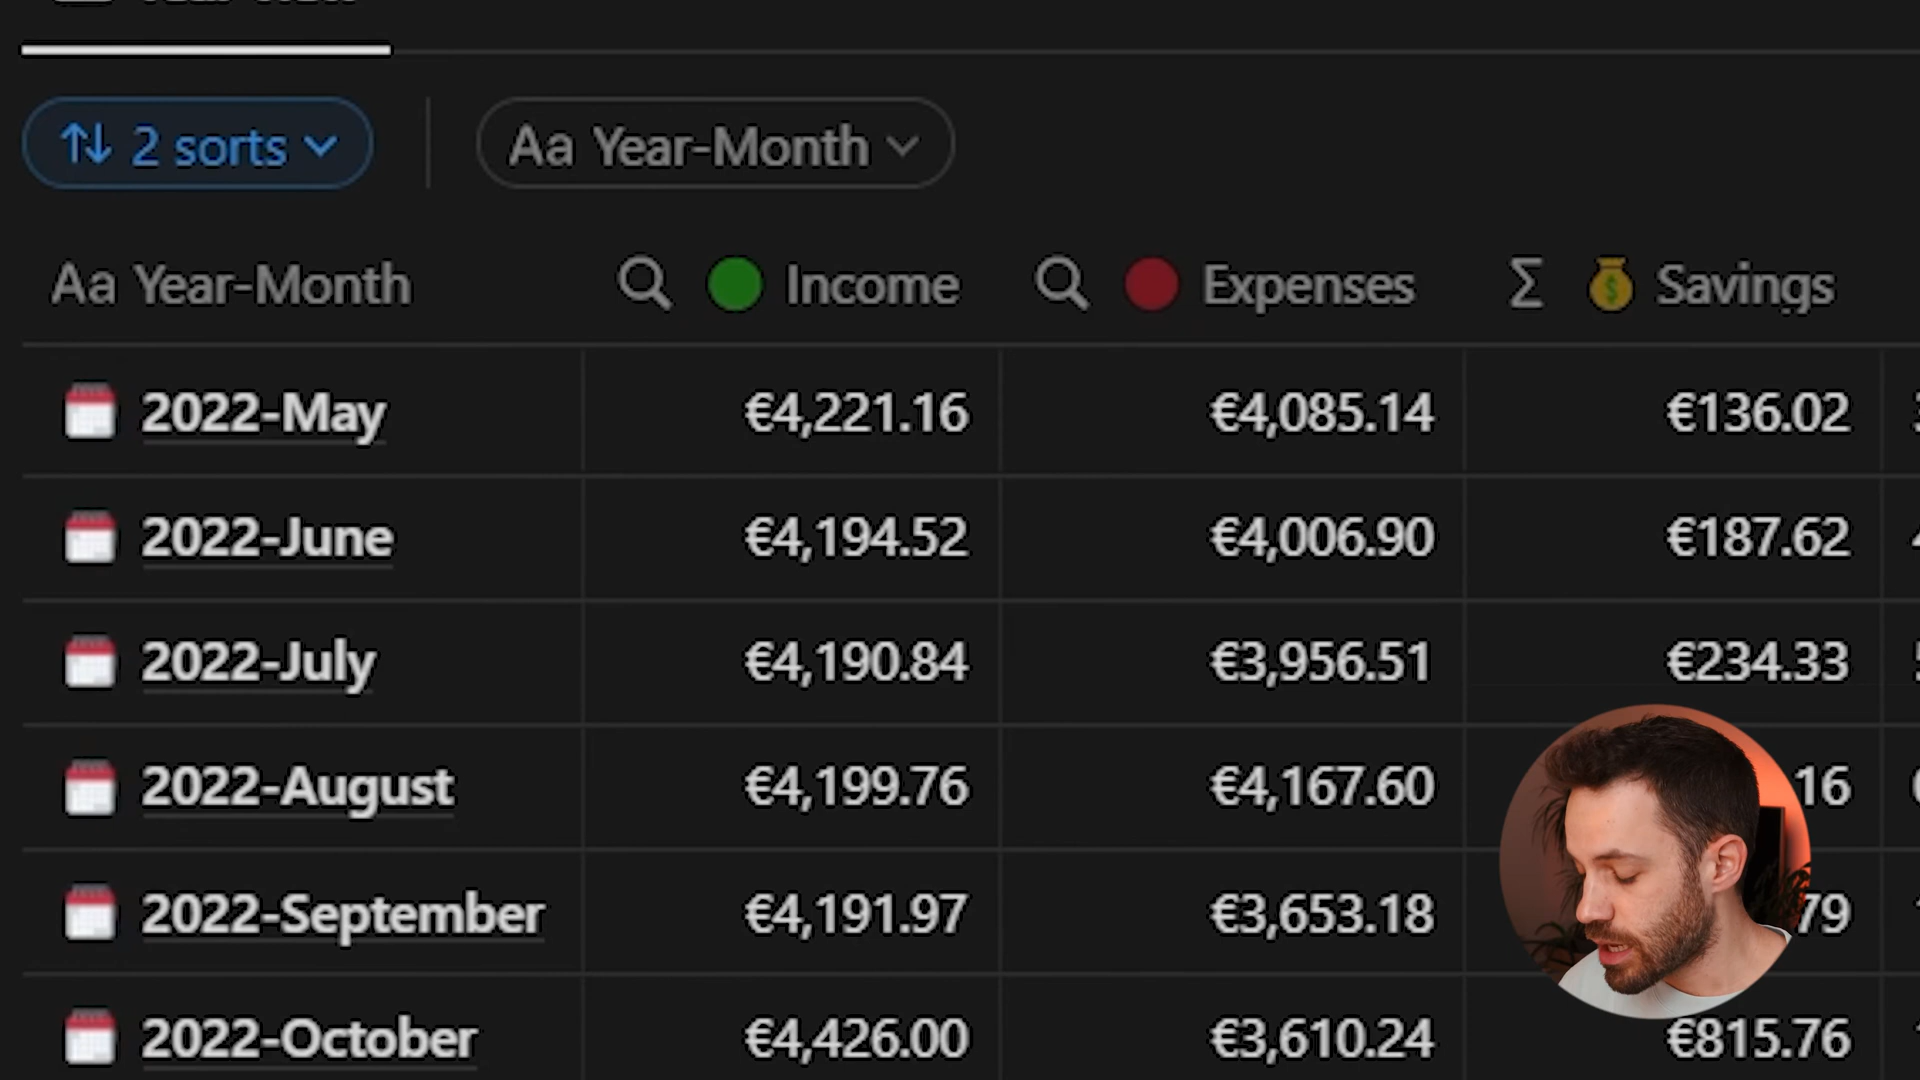 2 sorts
Aa Year-Month
Aa Year-Month Income Expenses Σ Savings
2022-May €4,221.16 €4,085.14 €136.02
2022-June €4,194.52 €4,006.90 €187.62
2022-July €4,190.84 €3,956.51 €234.33
2022-August €4,199.76 €4,167.60 16
2022-September €4,191.97 €3,653.18 79
2022-October €4,426.00 €3,610.24 €815.76